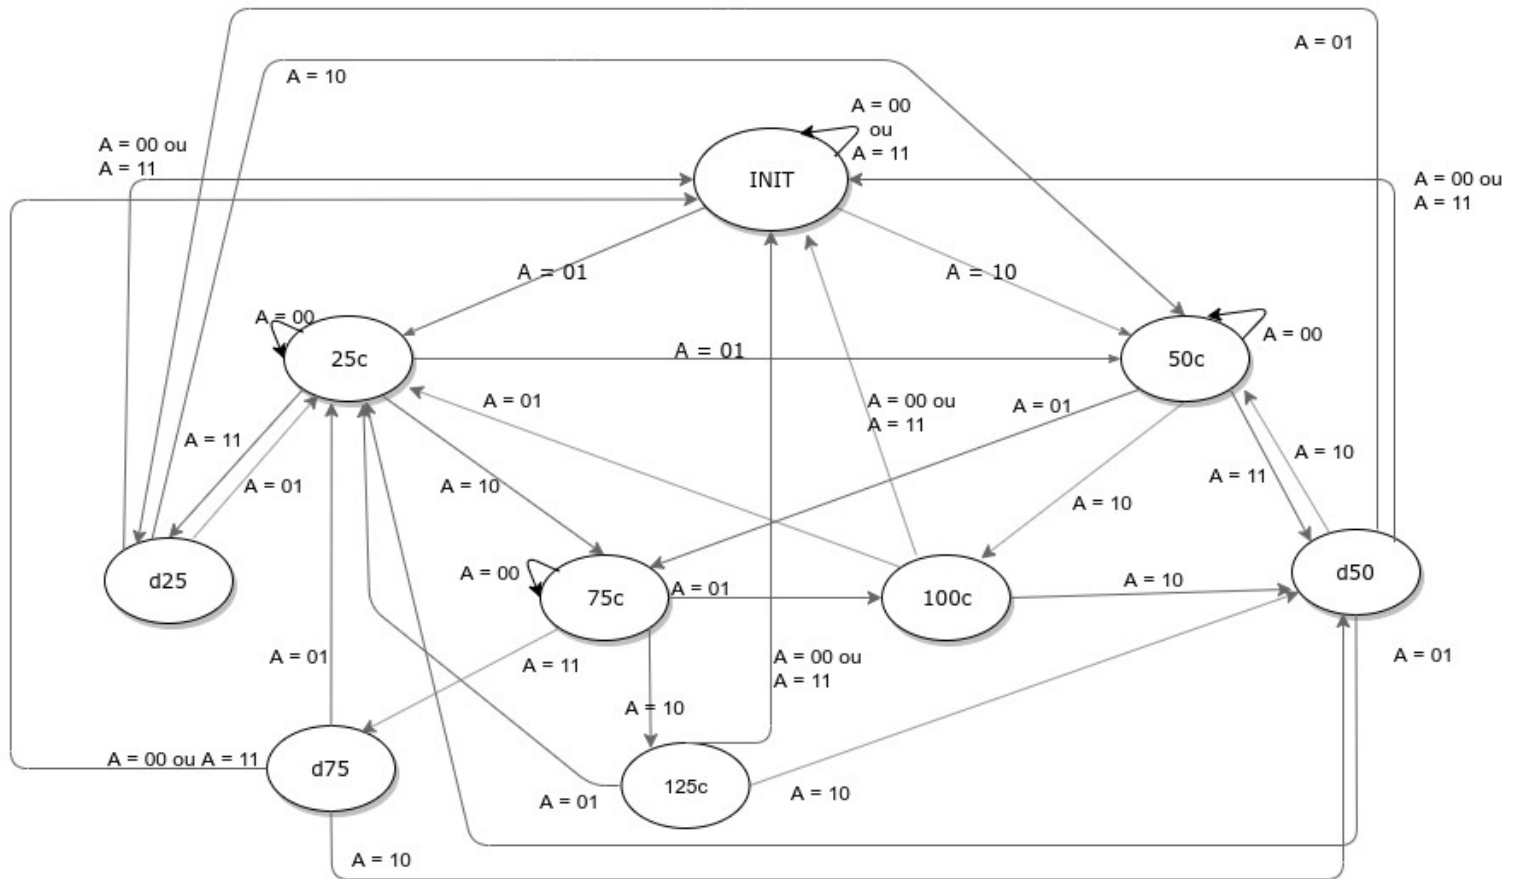 A = 01
A = 10
A = 00
ou
A = 11
A = 00 ou
A = 11
INIT
A = 00 ou
A = 11
A = 01
A = 10
A = 00
25c
A = 01
50c
A = 00
A = 01
A = 00 ou
A = 11
A = 01
A = 11
A = 10
A = 11
A = 01
A = 10
A = 10
d25
A = 00
75c
A = 01
100c
A = 10
d50
A = 01
A = 11
A = 00 ou
A = 11
A = 01
A = 10
A = 00 ou A = 11
d75
125c
A = 01
A = 10
A = 10